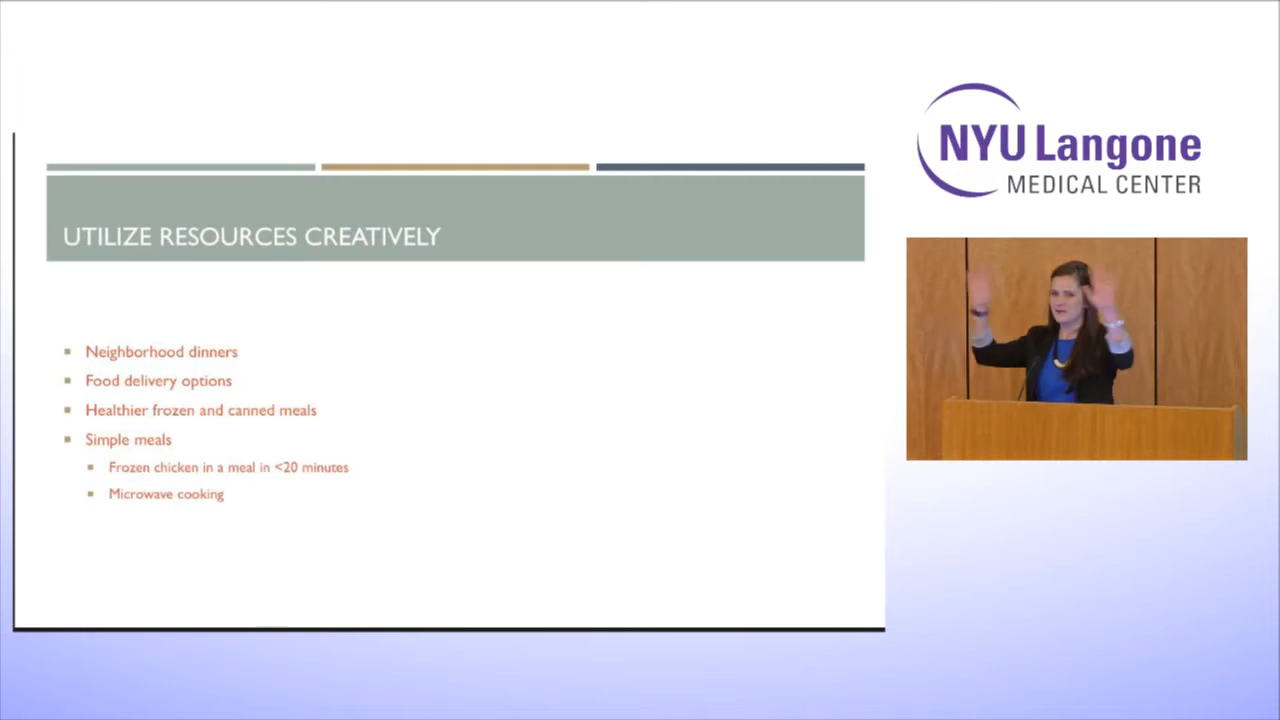 UTILIZE RESOURCES CREATIVELY
Neighborhood dinners
Food delivery options
Healthier frozen and canned meals
Simple meals
Frozen chicken in a meal in <20 minutes
Microwave cooking
NYU Langone
MEDICAL CENTER